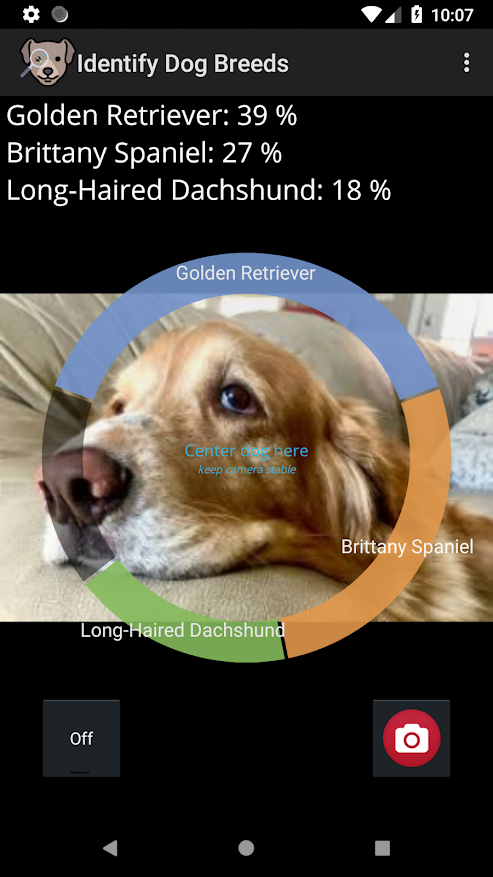 10:07
Identify Dog Breeds
Golden Retriever: 39 %
Brittany Spaniel: 27 %
Long-Haired Dachshund: 18 %
Golden Retriever
Center dog here
keep camera stable
Brittany Spaniel
Long-Haired Dachshund
Off